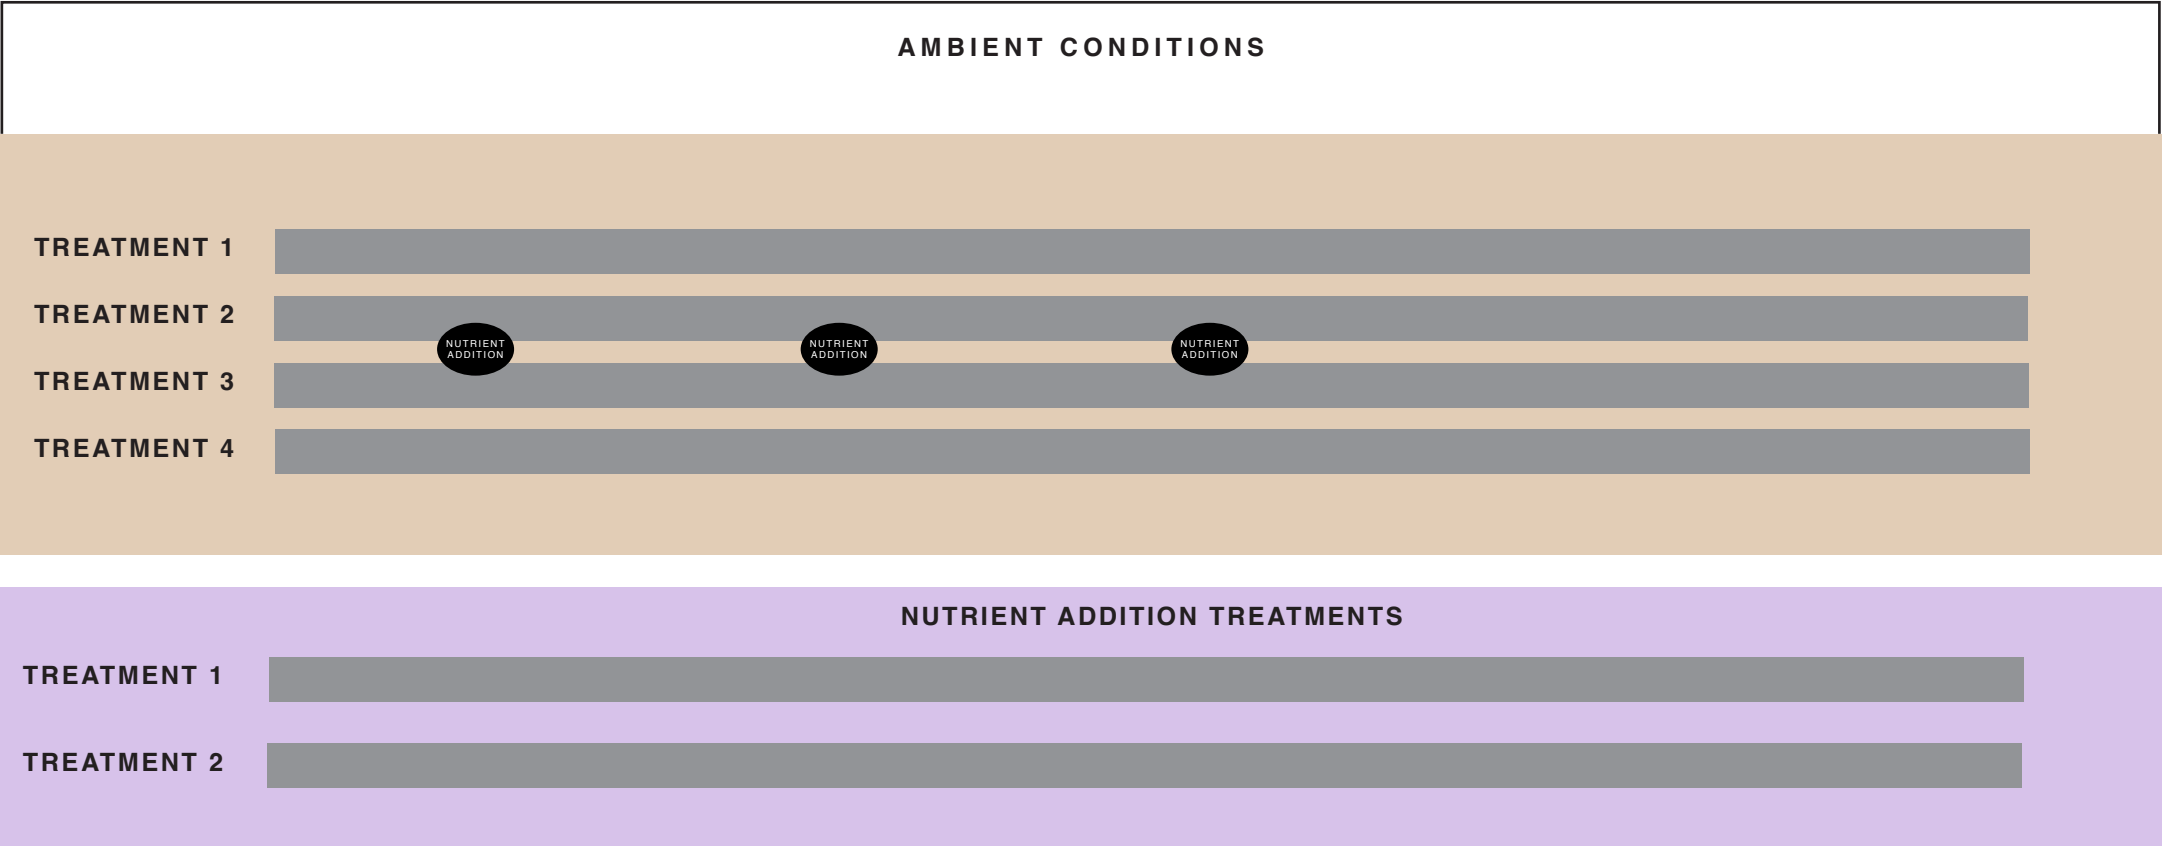 AMBIENT CONDITIONS
TREATMENT 1
TREATMENT 2
NUTRIENT
ADDITION
NUTRIENT
ADDITION
NUTRIENT
ADDITION
TREATMENT 3
TREATMENT 4
NUTRIENT ADDITION TREATMENTS
TREATMENT 1
TREATMENT 2